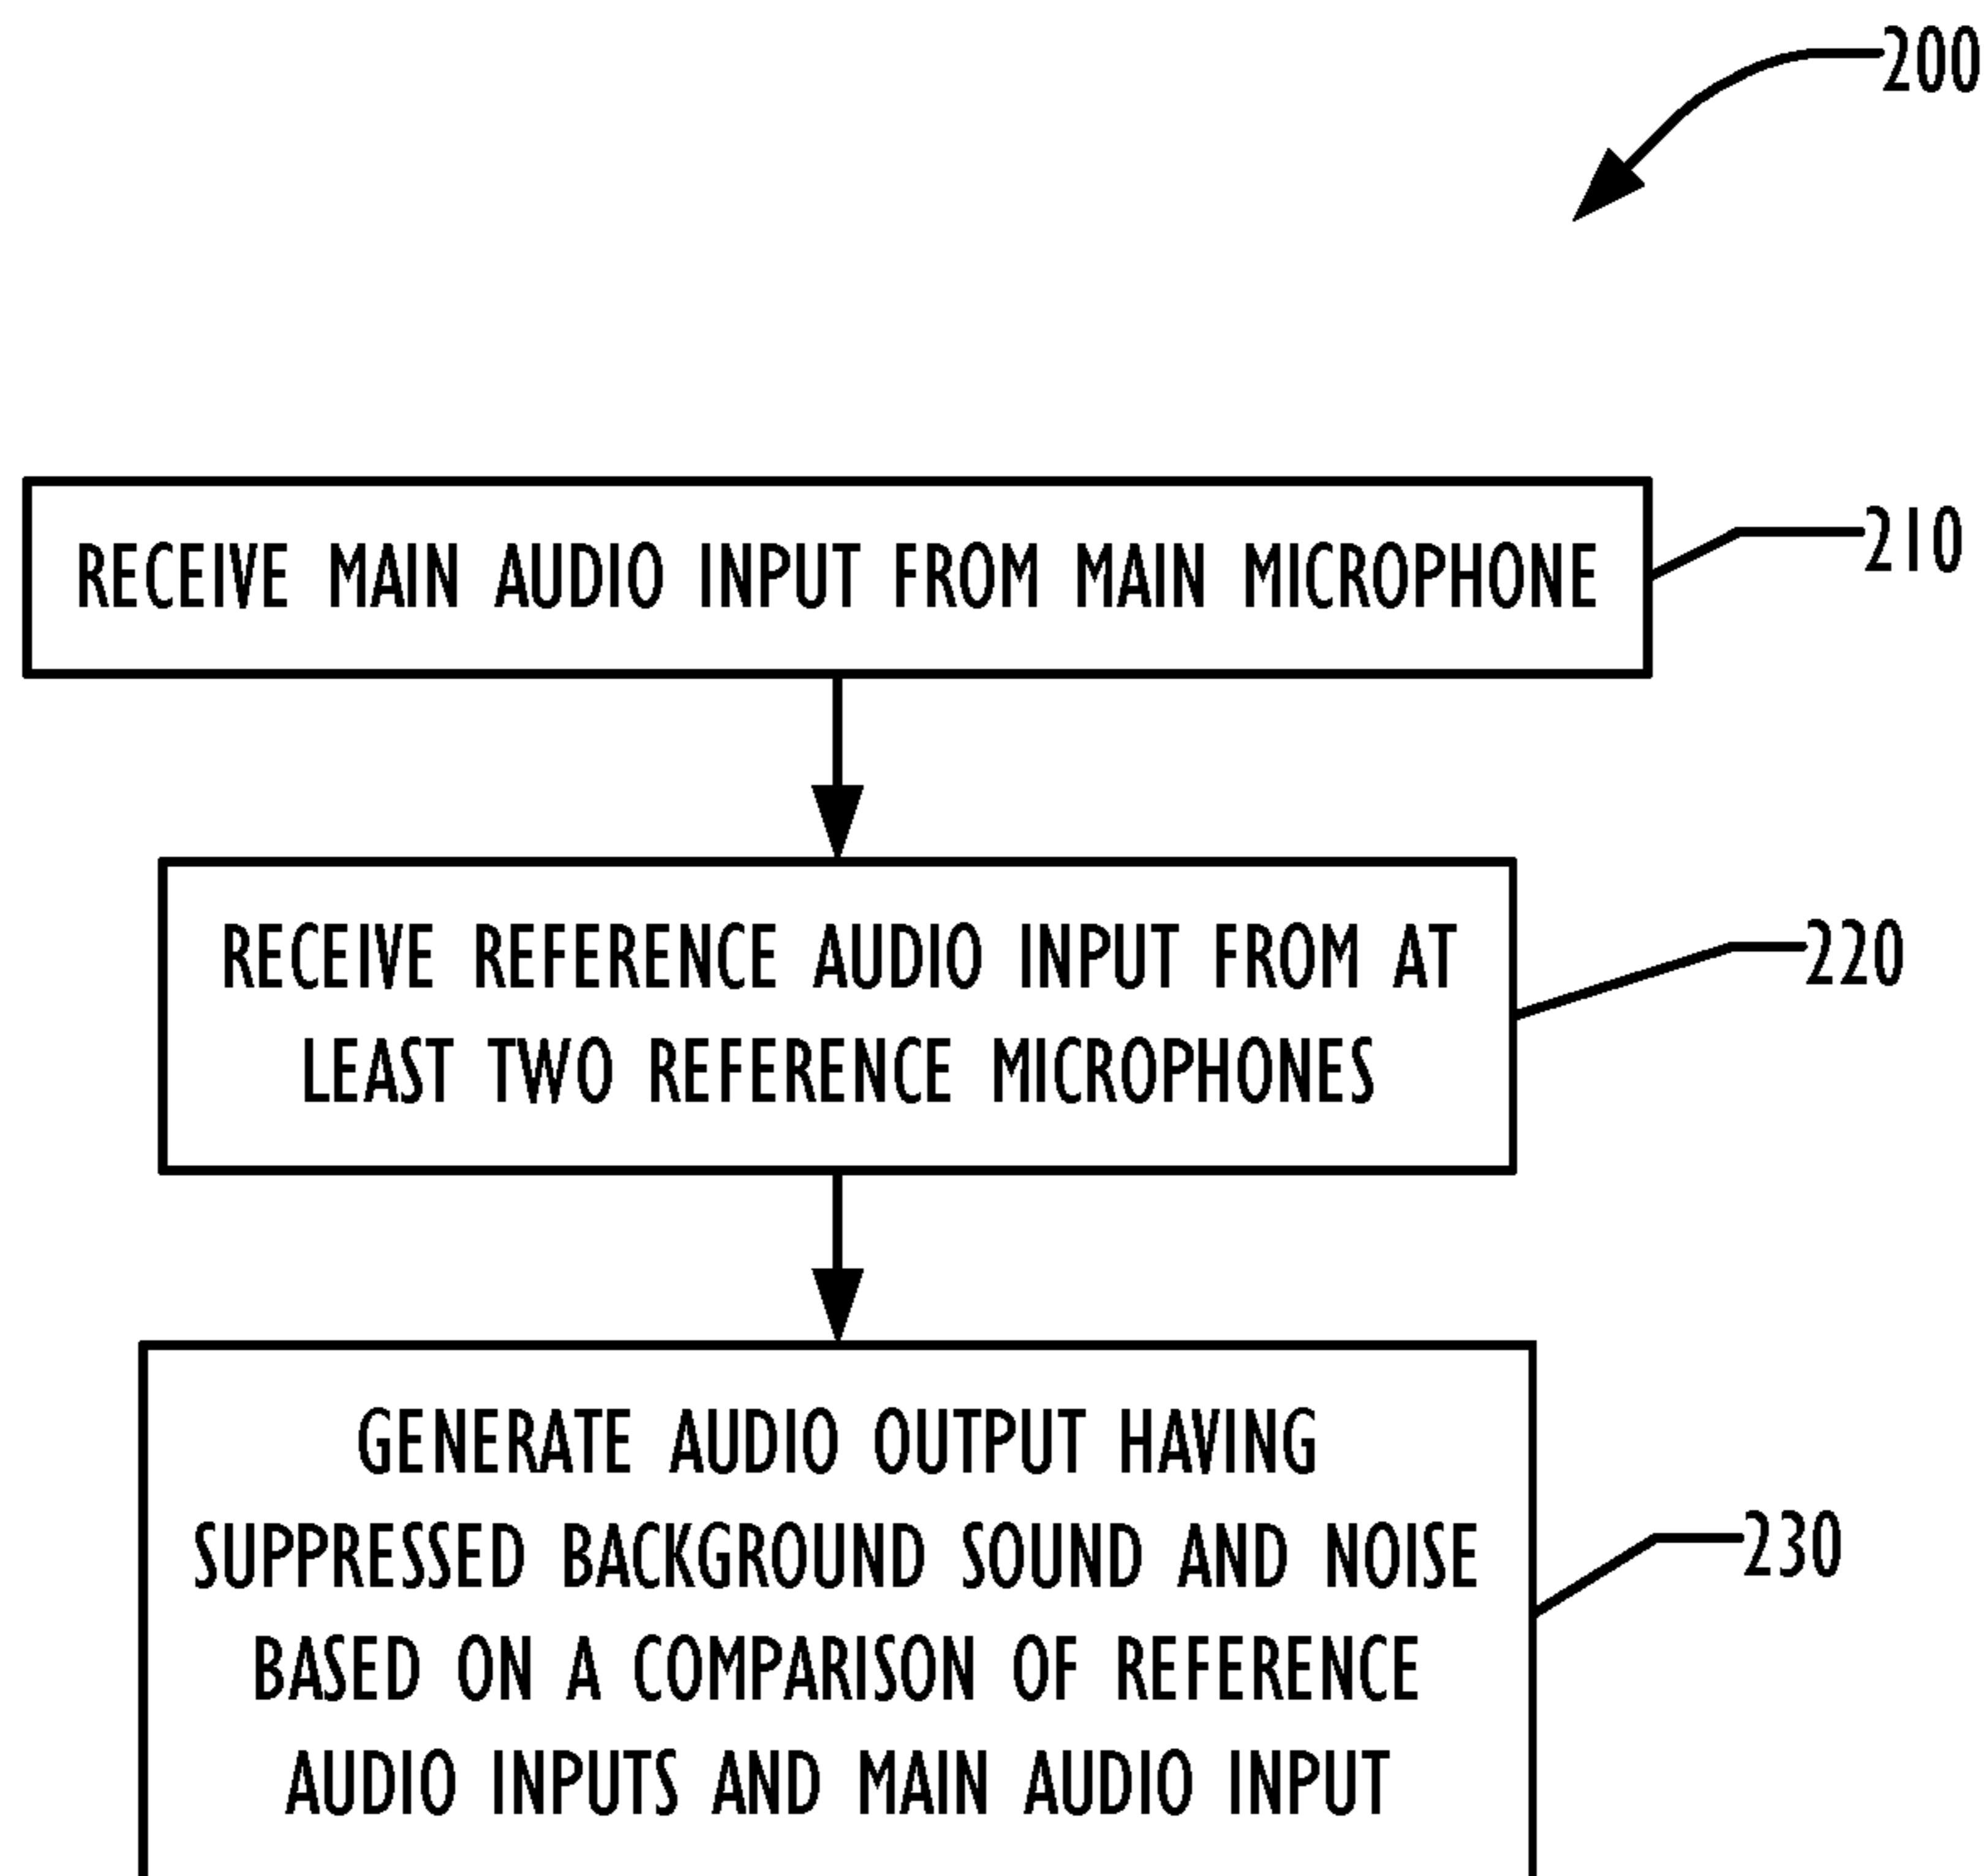 200
RECEIVE MAIN AUDIO INPUT FROM MAIN MICROPHONE
210
RECEIVE REFERENCE AUDIO INPUT FROM AT
LEAST TWO REFERENCE MICROPHONES
220
GENERATE AUDIO OUTPUT HAVING
SUPPRESSED BACKGROUND SOUND AND NOISE
BASED ON A COMPARISON OF REFERENCE
AUDIO INPUTS AND MAIN AUDIO INPUT
230